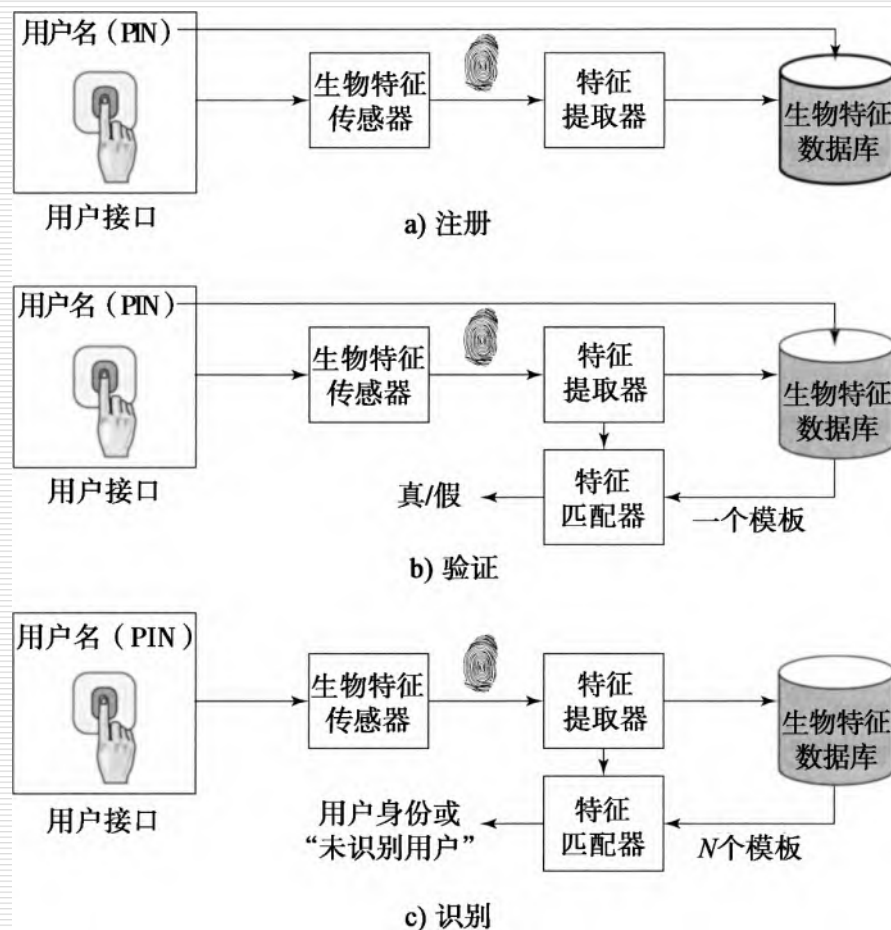 用户名（PIN）
生物特征
传感器
特征
提取器
生物特征
数据库
用户接口
a) 注册
用户名（PIN）
生物特征
传感器
特征
提取器
生物特征
数据库
用户接口
真/假
特征
匹配器
一个模板
b) 验证
用户名（PIN）
生物特征
传感器
特征
提取器
生物特征
数据库
用户接口
用户身份或
“未识别用户”
特征
匹配器
N个模板
c) 识别